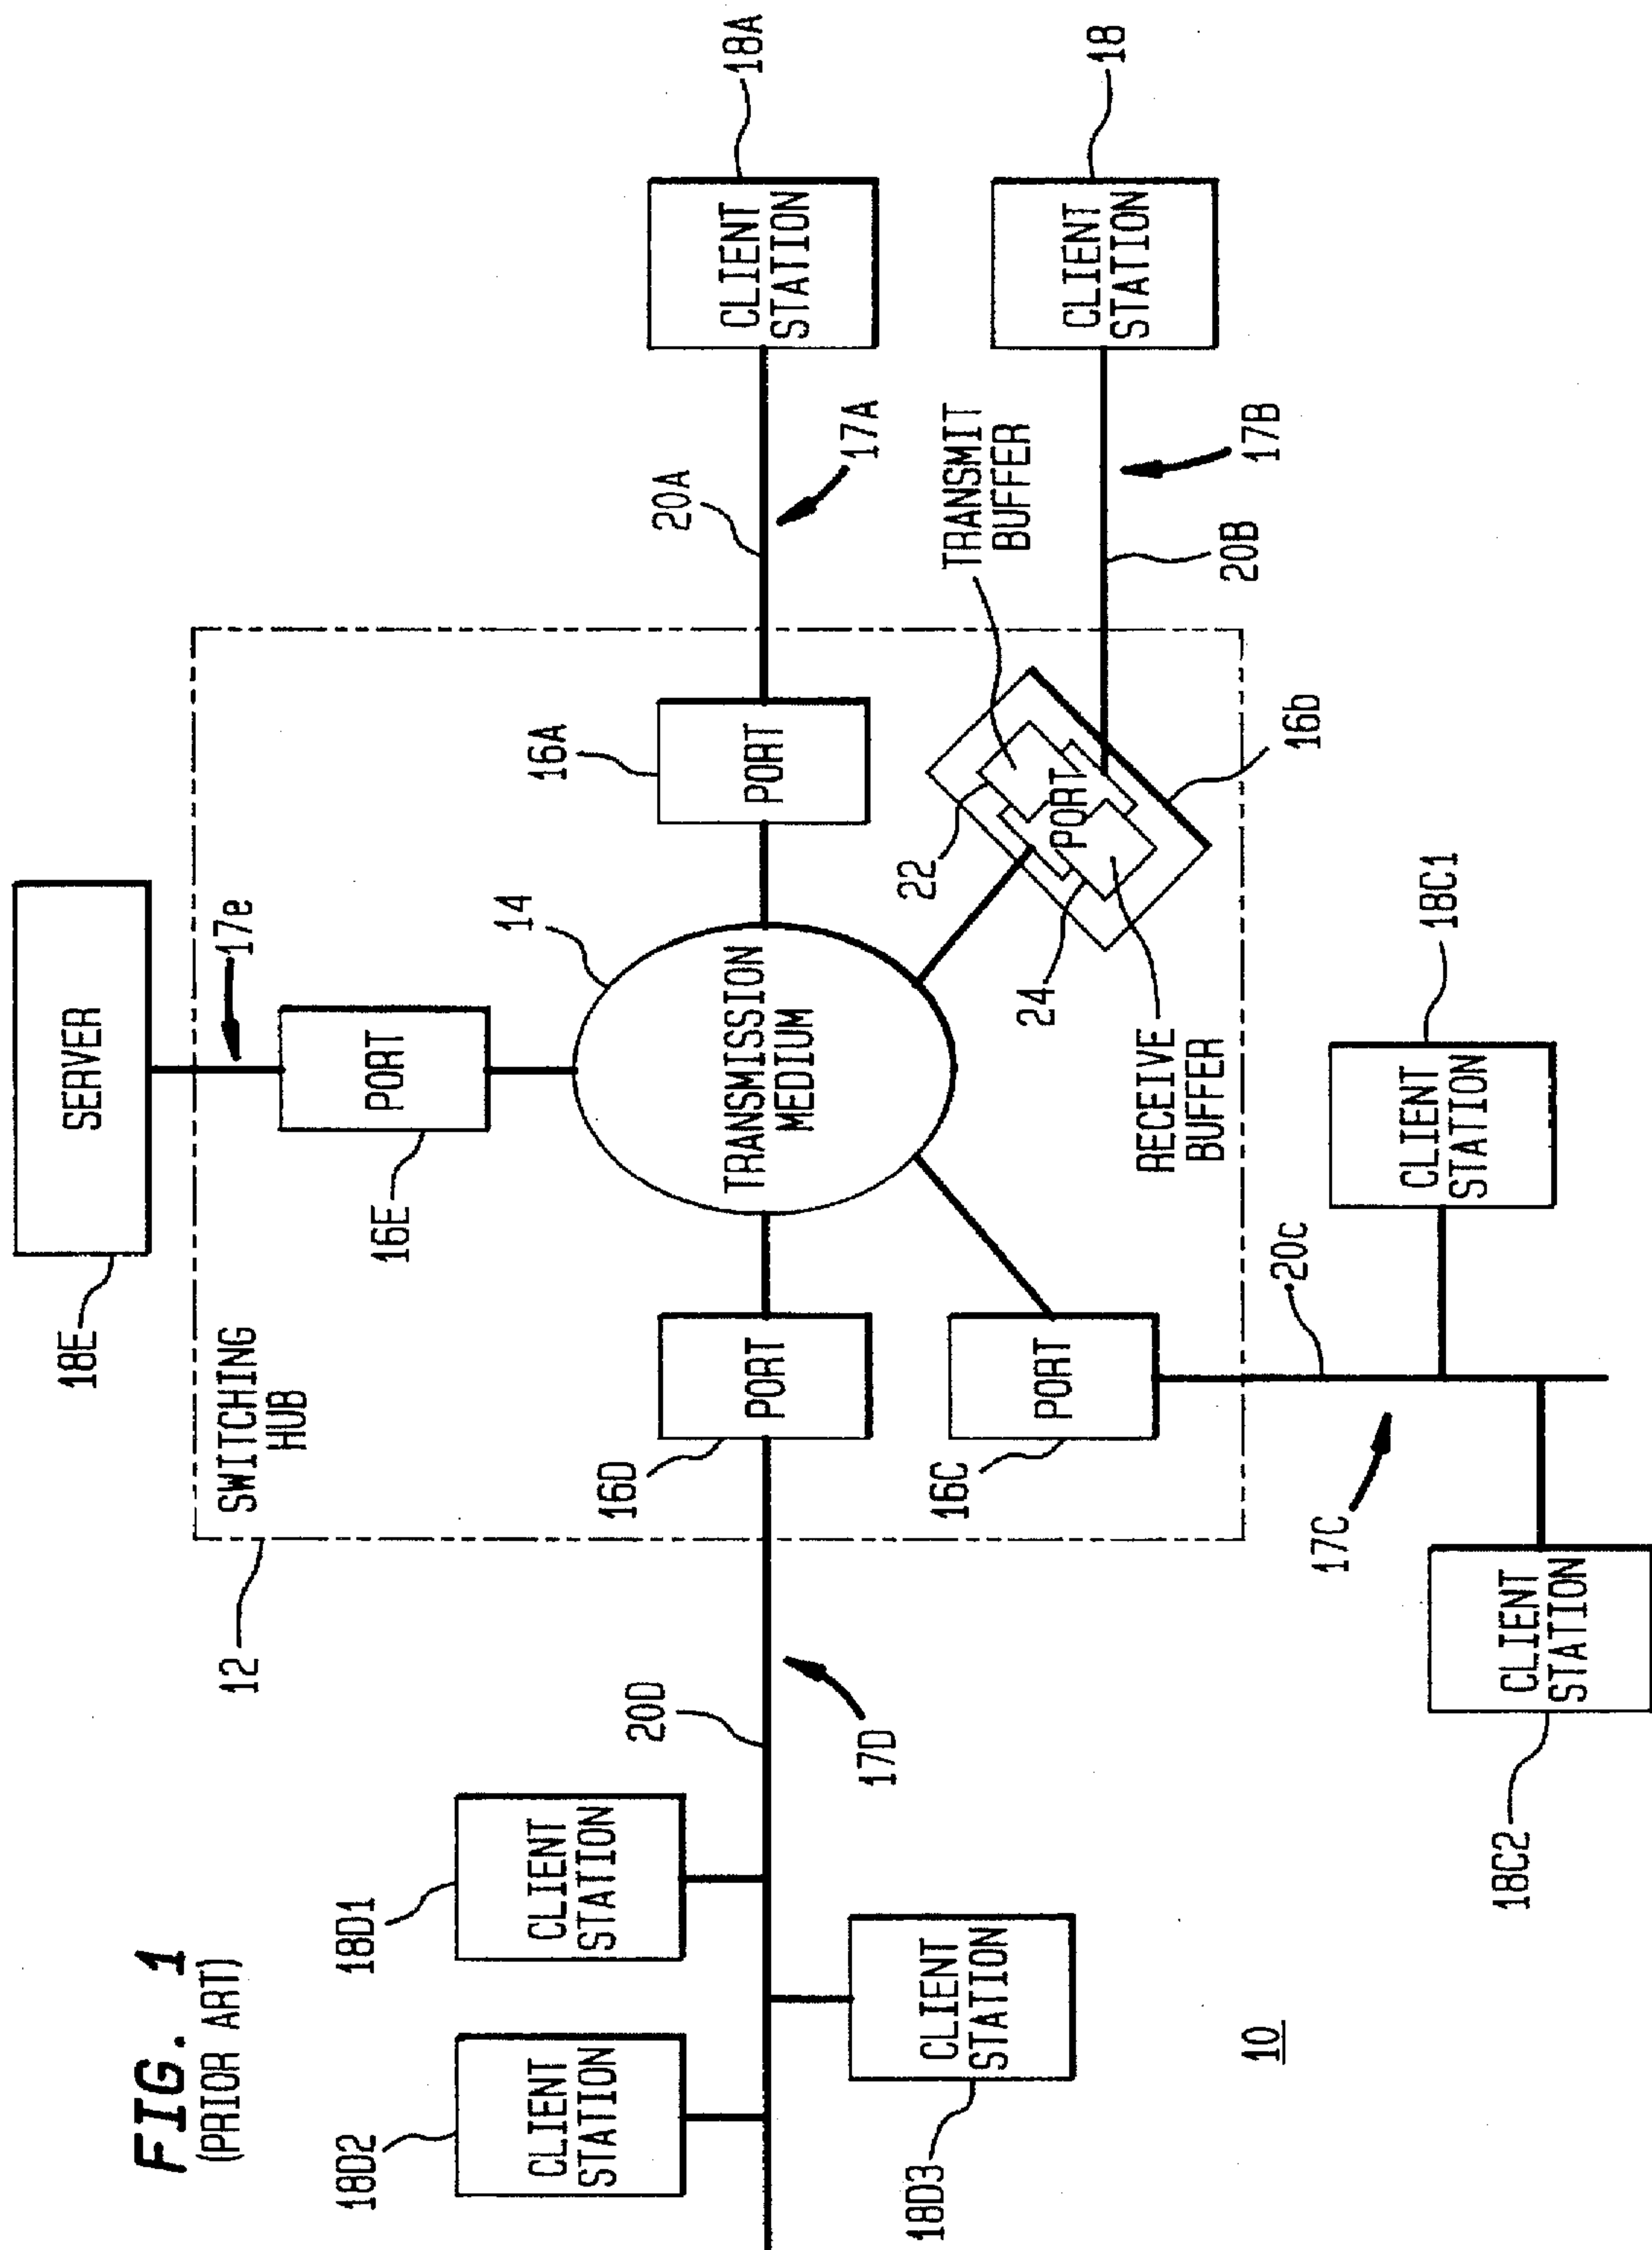 FIG. 1
(PRIOR ART)
18E
SERVER
17e
12
SWITCHING
HUB
16E
PORT
14
TRANSMISSION
MEDIUM
16A
PORT
20A
17A
18A
CLIENT
STATION
18D2
CLIENT
STATION
18D1
CLIENT
STATION
20D
17D
16D
PORT
18D3
CLIENT
STATION
16C
PORT
22
24
PORT
TRANSMIT
BUFFER
RECEIVE
BUFFER
16b
20B
17B
18
CLIENT
STATION
20c
17C
18C1
CLIENT
STATION
18C2
CLIENT
STATION
10